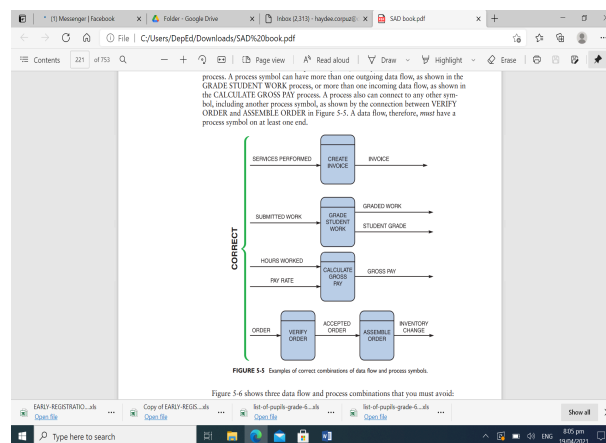 (1) Messenger | Facebook
Folder - Google Drive
Inbox (2,313) - haydee.corpuz@
SAD book.pdf
File | C:/Users/DepEd/Downloads/SAD%20book.pdf
Contents 221 of 753 Page view Read aloud Draw Highlight Erase
process. A process symbol can have more than one outgoing data flow, as shown in the
GRADE STUDENT WORK process, or more than one incoming data flow, as shown in
the CALCULATE GROSS PAY process. A process also can connect to any other sym-
bol, including another process symbol, as shown by the connection between VERIFY
ORDER and ASSEMBLE ORDER in Figure 5-5. A data flow, therefore, must have a
process symbol on at least one end.
CORRECT
SERVICES PERFORMED
CREATE
INVOICE
INVOICE
SUBMITTED WORK
GRADE
STUDENT
WORK
GRADED WORK
STUDENT GRADE
HOURS WORKED
PAY RATE
CALCULATE
GROSS
PAY
GROSS PAY
ORDER
VERIFY
ORDER
ACCEPTED
ORDER
ASSEMBLE
ORDER
INVENTORY
CHANGE
FIGURE 5-5 Examples of correct combinations of data flow and process symbols.
Figure 5-6 shows three data flow and process combinations that you must avoid:
EARLY-REGISTRATIO....xls
Open file
Copy of EARLY-REGIS....xls
Open file
list-of-pupils-grade-6....xls
Open file
list-of-pupils-grade-6....xls
Open file
Show all
Type here to search
ENG
8:05 pm
19/04/2021